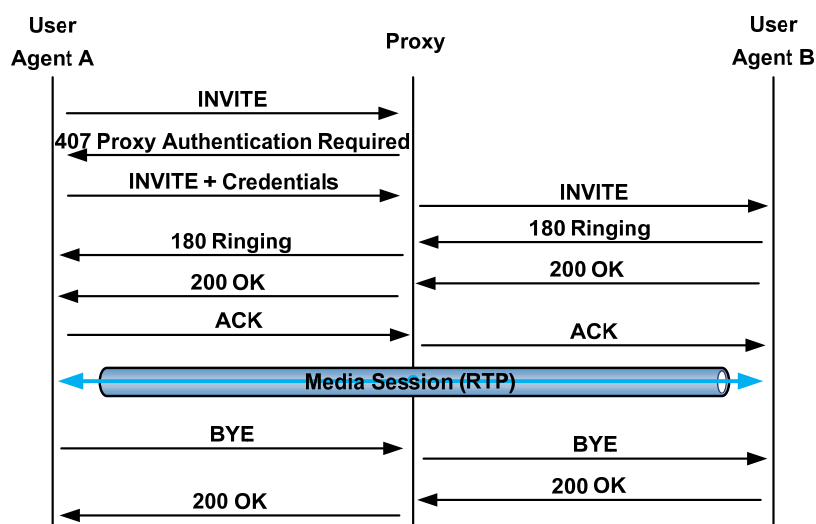 User
Agent A
Proxy
User
Agent B
INVITE
407 Proxy Authentication Required
INVITE + Credentials
INVITE
180 Ringing
180 Ringing
200 OK
200 OK
ACK
ACK
Media Session (RTP)
BYE
BYE
200 OK
200 OK